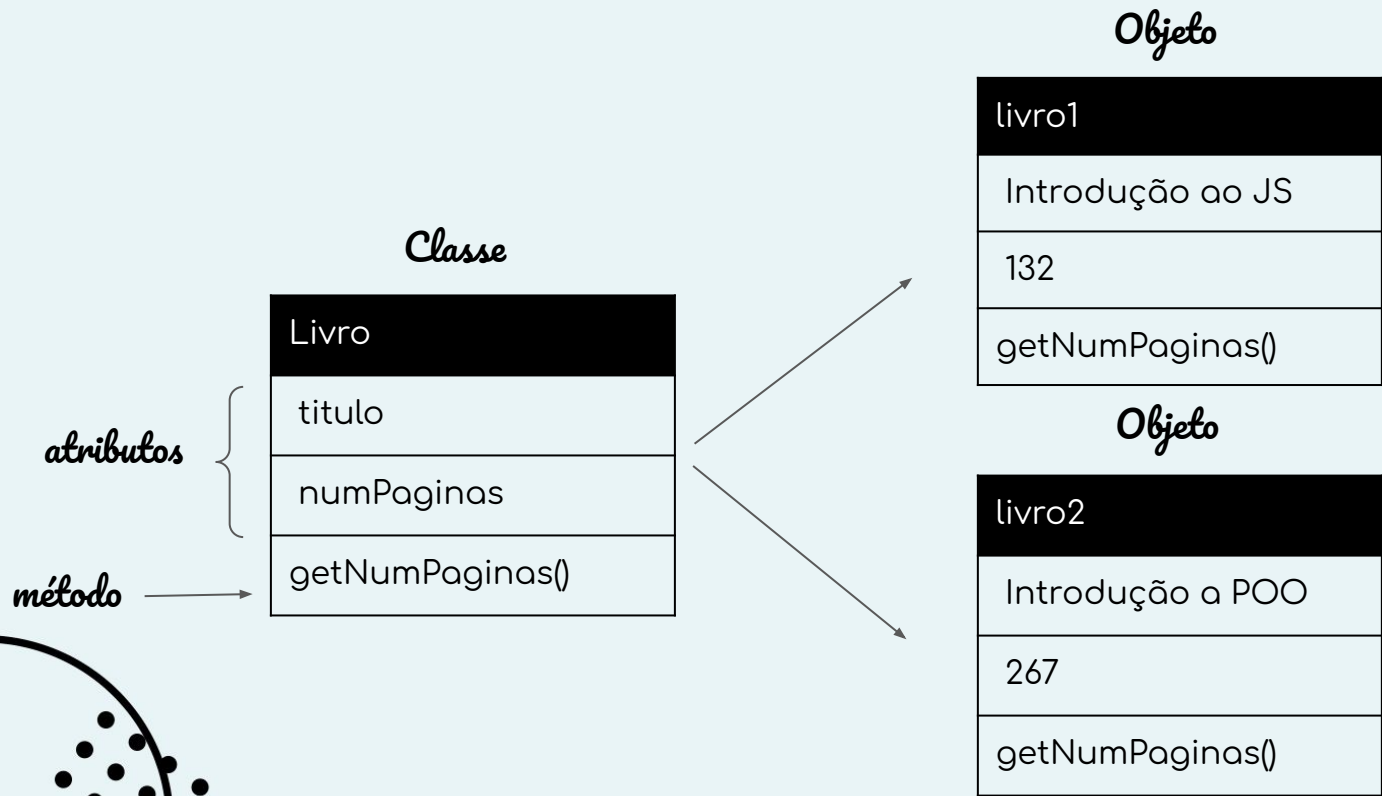 Classe
Livro
atributos
titulo
numPaginas
método
getNumPaginas()
Objeto
livro1
Introdução ao JS
132
getNumPaginas()
Objeto
livro2
Introdução a POO
267
getNumPaginas()